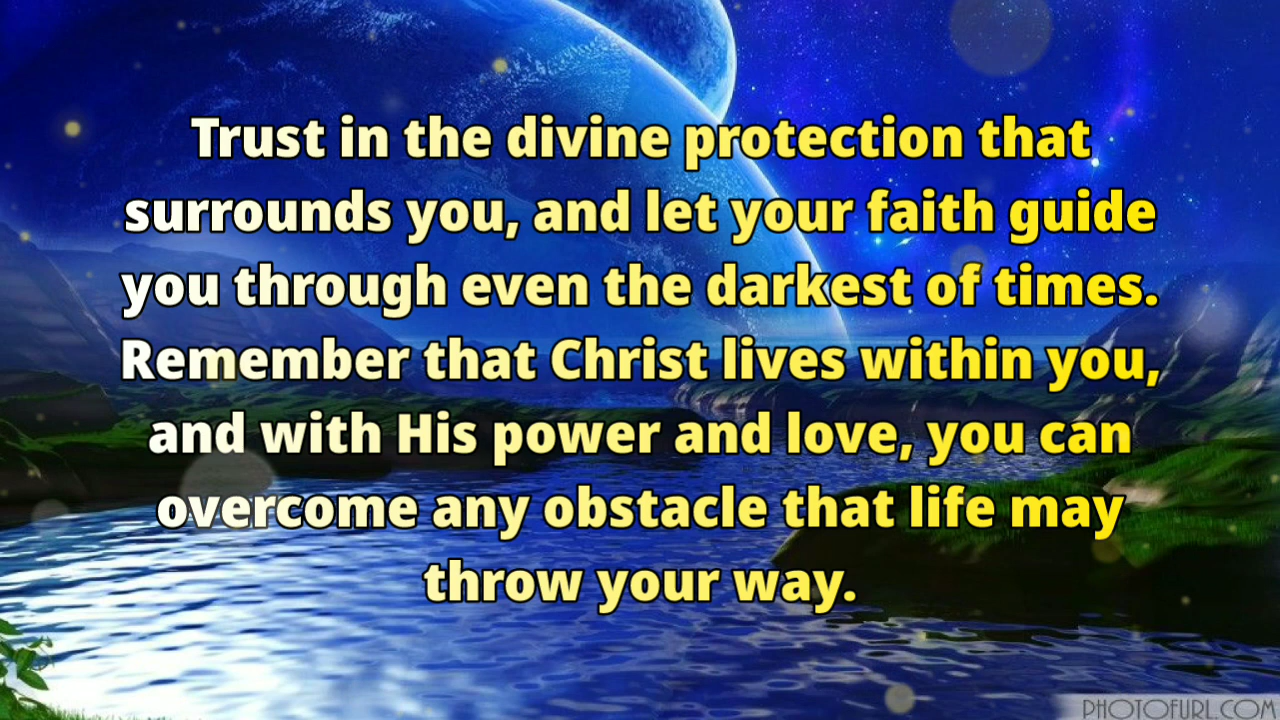 Trust in the divine protection that
surrounds you, and let your faith guide
you through even the darkest of times.
Remember that Christ lives within you,
and with His power and love, you can
overcome any obstacle that life may
throw your way.
PHOTOFURL.COM